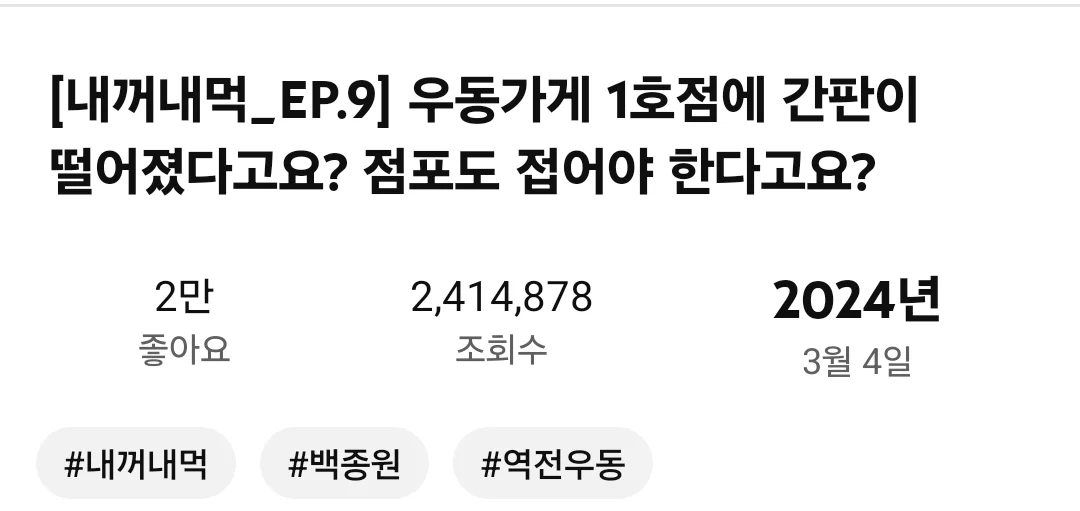 [내꺼내먹_EP.9] 우동가게 1호점에 간판이
떨어졌다고요? 점포도 접어야 한다고요?
2만
좋아요
2,414,878
조회수
2024년
3월 4일
#내꺼내먹
#백종원
#역전우동